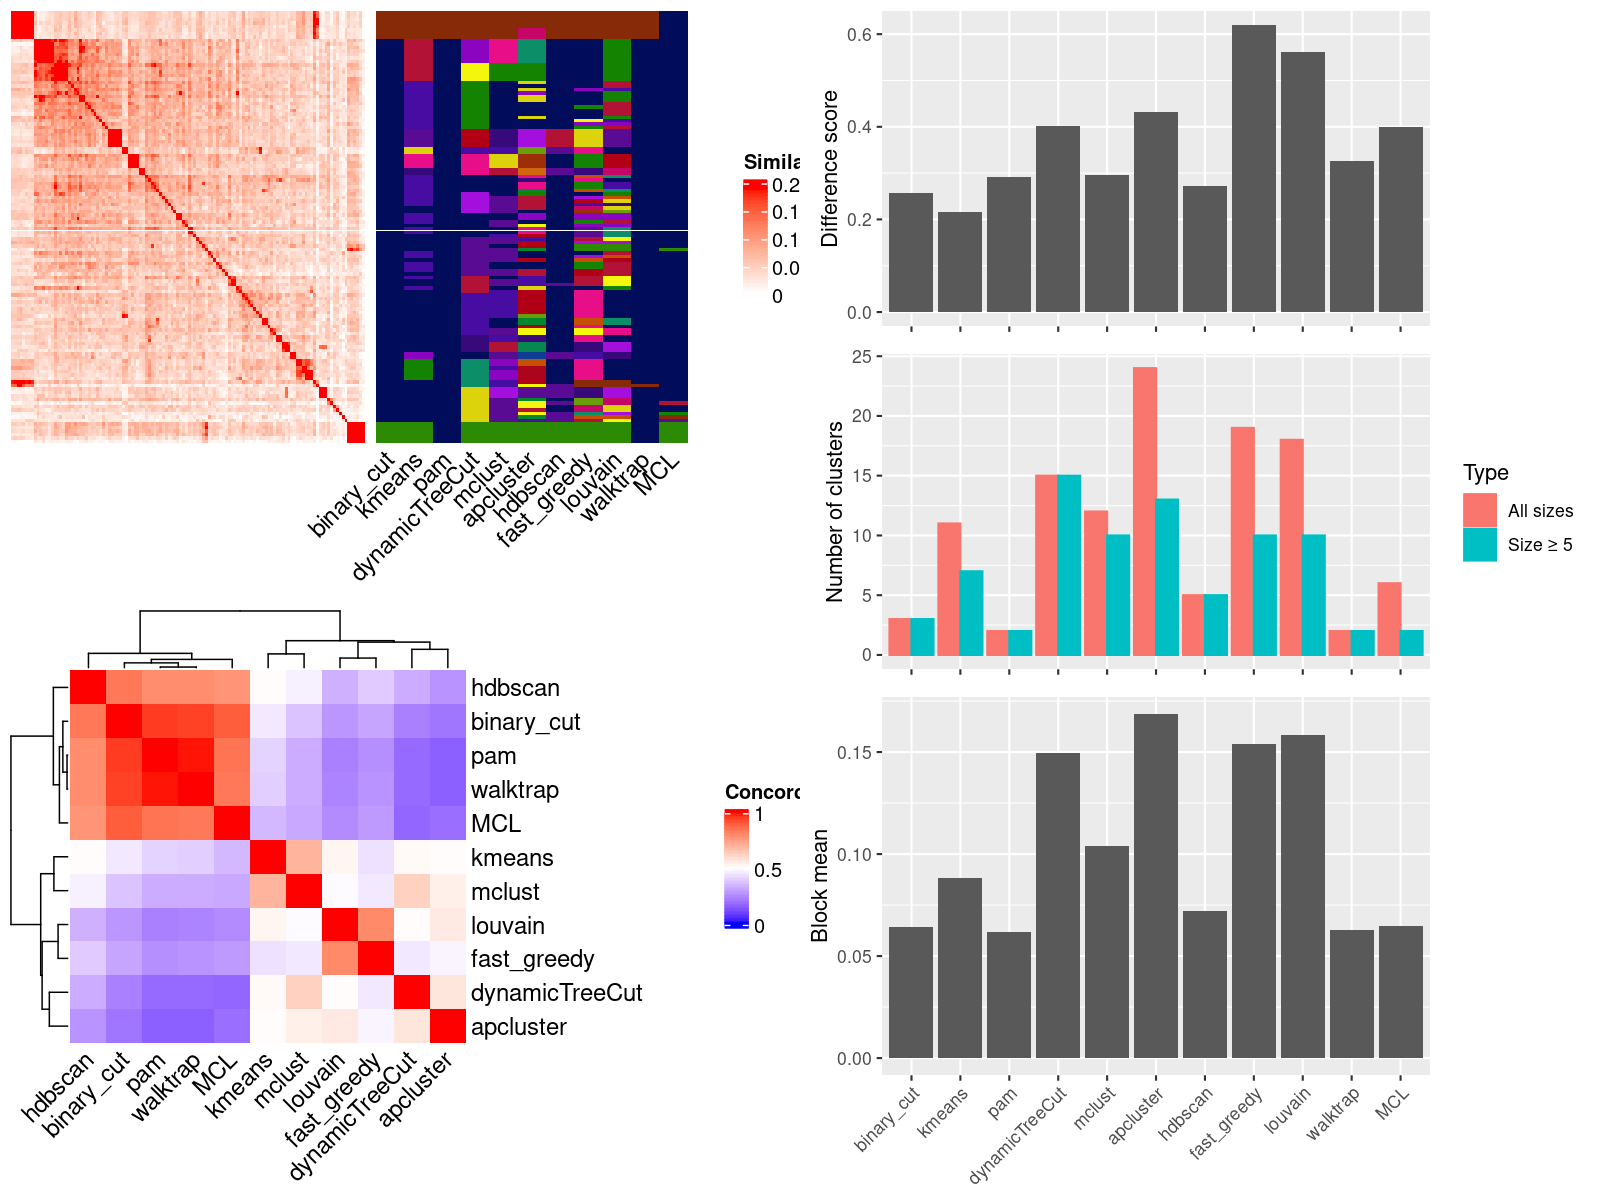 Simila
0.2
0.1
0.1
0.0
0
binary_cut
kmeans
pam
dynamicTreeCut
mclust
apcluster
hdbscan
fast_greedy
louvain
walktrap
MCL
hdbscan
binary_cut
pam
walktrap
MCL
kmeans
mclust
louvain
fast_greedy
dynamicTreeCut
apcluster
hdbscan
binary_cut
pam
walktrap
MCL
kmeans
mclust
louvain
fast_greedy
dynamicTreeCut
apcluster
Concord
1
0.5
0
Difference score
0.6
0.4
0.2
0.0
Number of clusters
25
20
15
10
5
0
Type
All sizes
Size ≥ 5
Block mean
0.15
0.10
0.05
0.00
binary_cut
kmeans
pam
dynamicTreeCut
mclust
apcluster
hdbscan
fast_greedy
louvain
walktrap
MCL